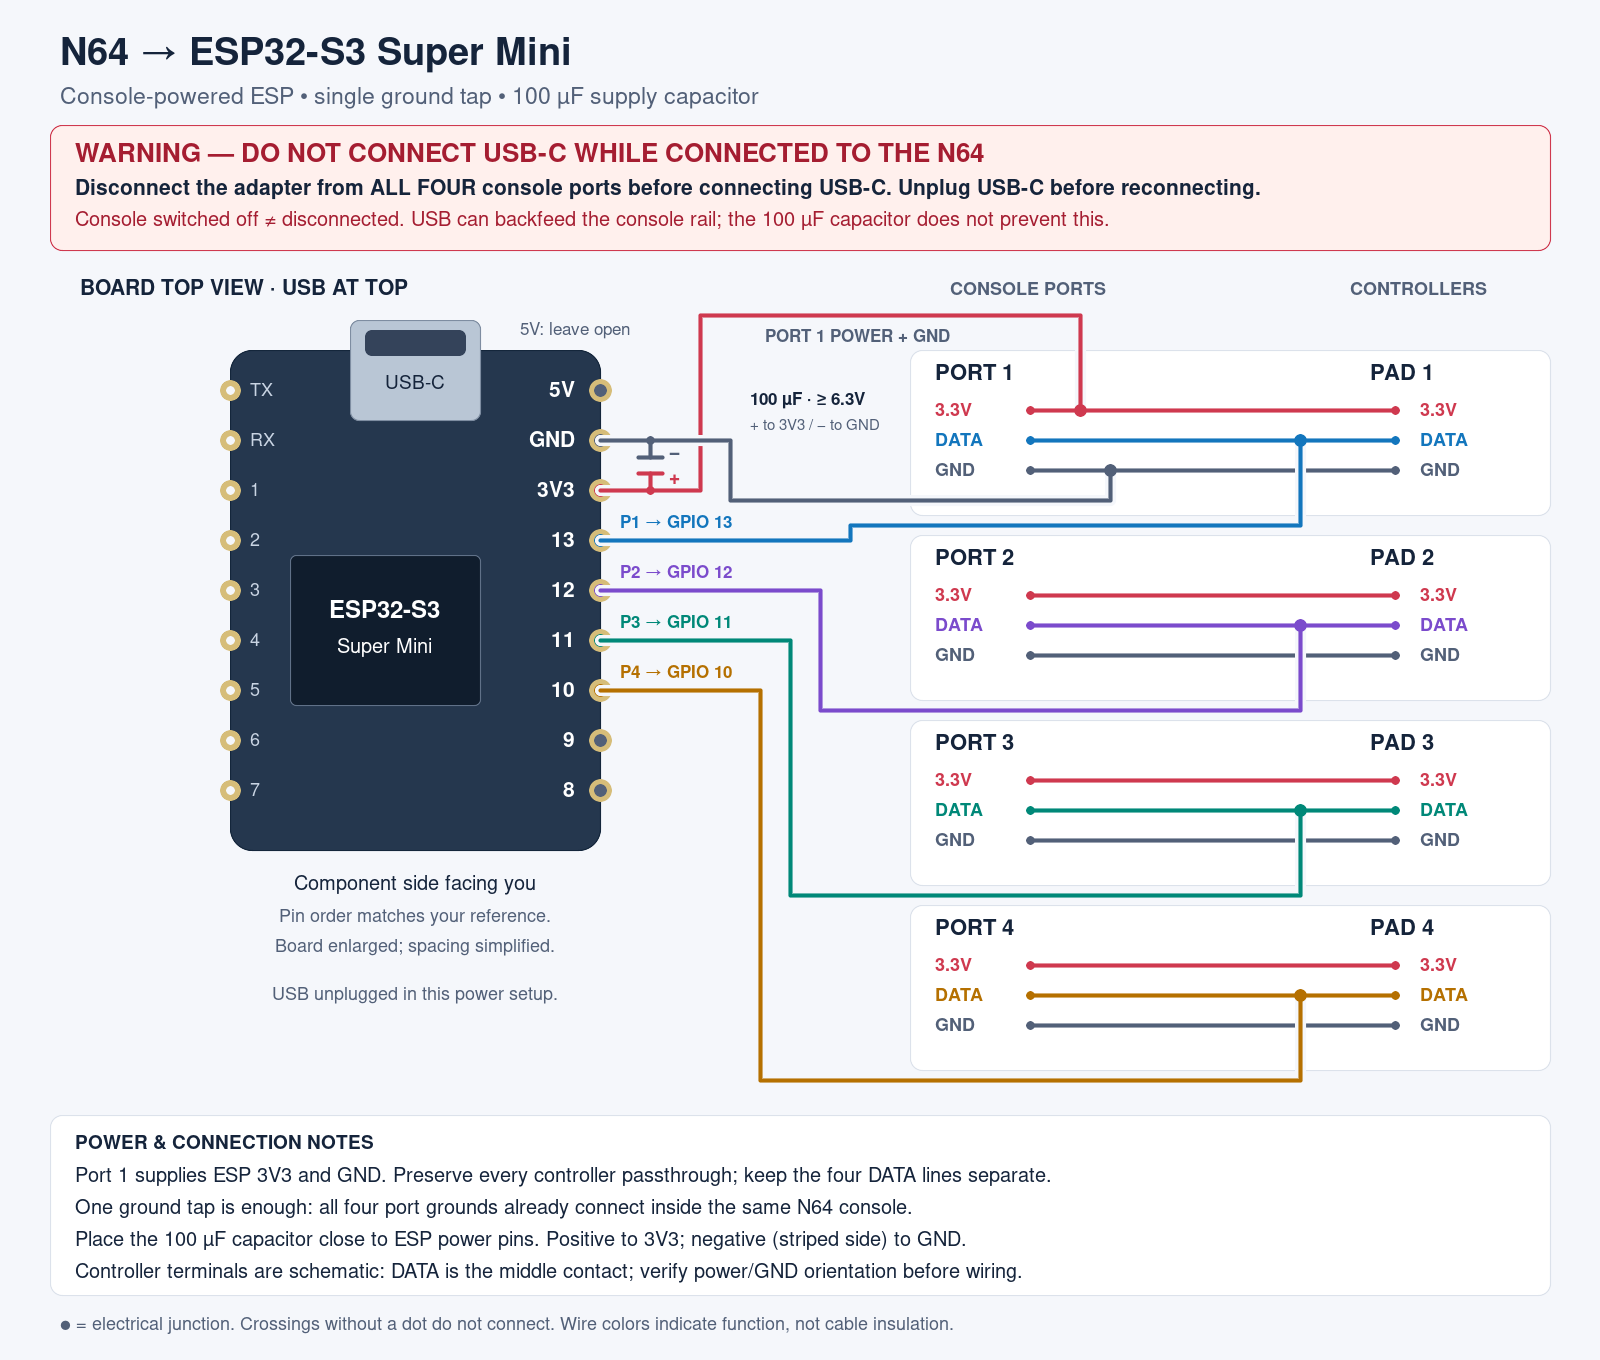 N64 → ESP32-S3 Super Mini
Console-powered ESP • single ground tap • 100 µF supply capacitor
WARNING — DO NOT CONNECT USB-C WHILE CONNECTED TO THE N64
Disconnect the adapter from ALL FOUR console ports before connecting USB-C. Unplug USB-C before reconnecting.
Console switched off ≠ disconnected. USB can backfeed the console rail; the 100 µF capacitor does not prevent this.
BOARD TOP VIEW · USB AT TOP
CONSOLE PORTS
CONTROLLERS
5V: leave open
PORT 1 POWER + GND
USB-C
TX
RX
1
2
3
4
5
6
7
5V
GND
3V3
13
12
11
10
9
8
ESP32-S3
Super Mini
100 µF · ≥ 6.3V
+ to 3V3 / – to GND
–
+
P1 → GPIO 13
P2 → GPIO 12
P3 → GPIO 11
P4 → GPIO 10
PORT 1 PAD 1
3.3V 3.3V
DATA DATA
GND GND
PORT 2 PAD 2
3.3V 3.3V
DATA DATA
GND GND
PORT 3 PAD 3
3.3V 3.3V
DATA DATA
GND GND
PORT 4 PAD 4
3.3V 3.3V
DATA DATA
GND GND
Component side facing you
Pin order matches your reference.
Board enlarged; spacing simplified.
USB unplugged in this power setup.
POWER & CONNECTION NOTES
Port 1 supplies ESP 3V3 and GND. Preserve every controller passthrough; keep the four DATA lines separate.
One ground tap is enough: all four port grounds already connect inside the same N64 console.
Place the 100 µF capacitor close to ESP power pins. Positive to 3V3; negative (striped side) to GND.
Controller terminals are schematic: DATA is the middle contact; verify power/GND orientation before wiring.
● = electrical junction. Crossings without a dot do not connect. Wire colors indicate function, not cable insulation.